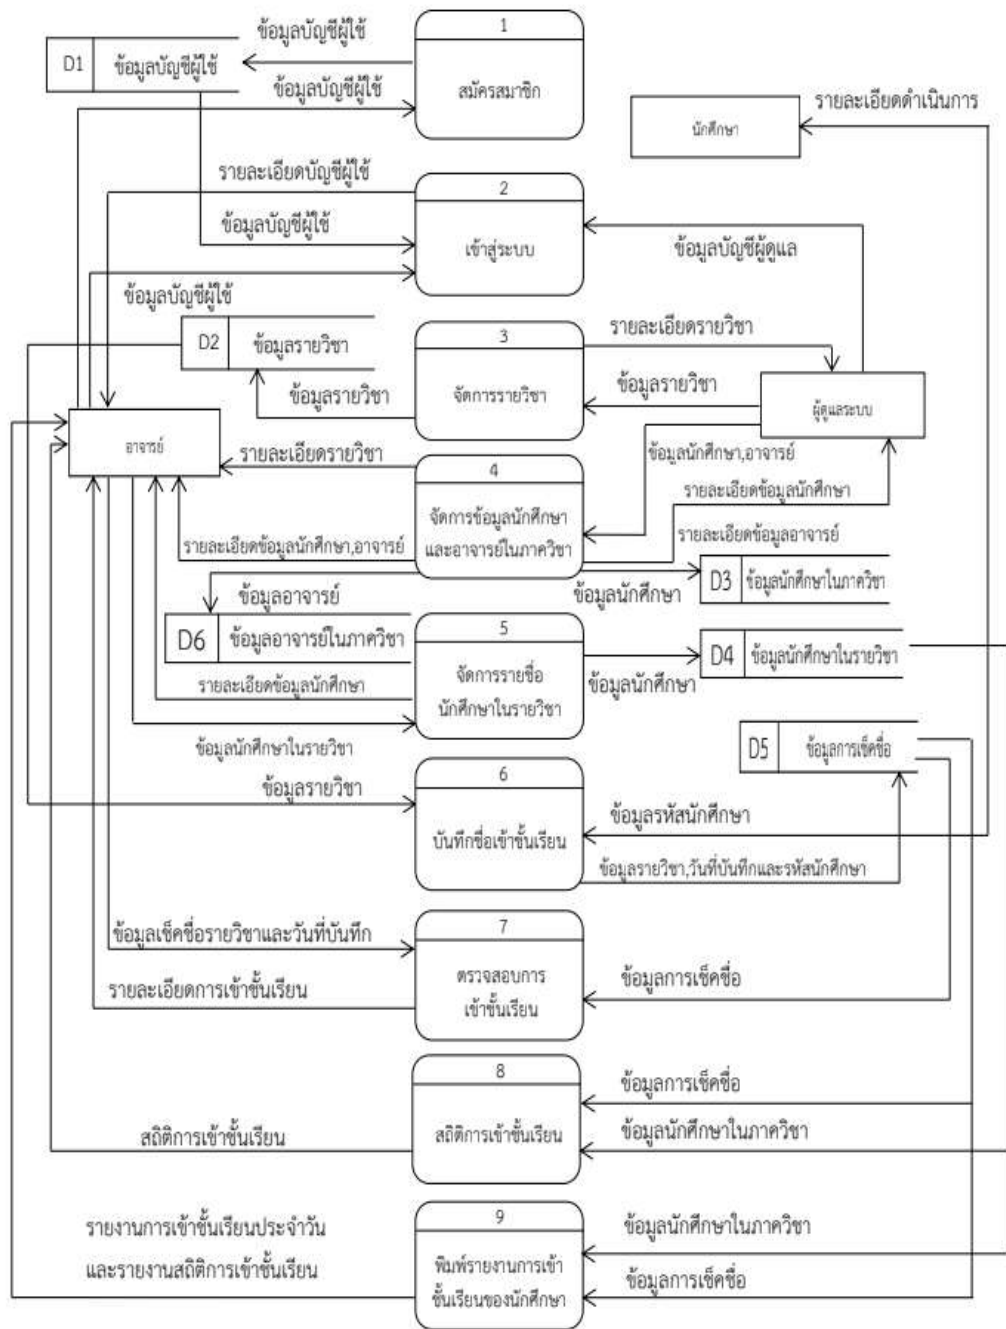 1
สมัครสมาชิก
D1
ข้อมูลบัญชีผู้ใช้
ข้อมูลบัญชีผู้ใช้
ข้อมูลบัญชีผู้ใช้
นักศึกษา
รายละเอียดดำเนินการ
2
เข้าสู่ระบบ
รายละเอียดบัญชีผู้ใช้
ข้อมูลบัญชีผู้ใช้
ข้อมูลบัญชีผู้ใช้
ข้อมูลบัญชีผู้ดูแล
D2
ข้อมูลรายวิชา
3
จัดการรายวิชา
รายละเอียดรายวิชา
ข้อมูลรายวิชา
ข้อมูลรายวิชา
ผู้ดูแลระบบ
อาจารย์
รายละเอียดรายวิชา
4
จัดการข้อมูลนักศึกษา
และอาจารย์ในภาควิชา
ข้อมูลนักศึกษา,อาจารย์
รายละเอียดข้อมูลนักศึกษา
รายละเอียดข้อมูลอาจารย์
รายละเอียดข้อมูลนักศึกษา,อาจารย์
ข้อมูลอาจารย์
ข้อมูลนักศึกษา
D3
ข้อมูลนักศึกษาในภาควิชา
D6
ข้อมูลอาจารย์ในภาควิชา
5
จัดการรายชื่อ
นักศึกษาในรายวิชา
D4
ข้อมูลนักศึกษาในรายวิชา
ข้อมูลนักศึกษา
รายละเอียดข้อมูลนักศึกษา
ข้อมูลนักศึกษาในรายวิชา
D5
ข้อมูลการเช็คชื่อ
6
บันทึกชื่อเข้าชั้นเรียน
ข้อมูลรายวิชา
ข้อมูลรหัสนักศึกษา
ข้อมูลรายวิชา,วันที่บันทึกและรหัสนักศึกษา
7
ตรวจสอบการ
เข้าชั้นเรียน
ข้อมูลเช็คชื่อรายวิชาและวันที่บันทึก
รายละเอียดการเข้าชั้นเรียน
ข้อมูลการเช็คชื่อ
8
สถิติการเข้าชั้นเรียน
ข้อมูลการเช็คชื่อ
ข้อมูลนักศึกษาในภาควิชา
สถิติการเข้าชั้นเรียน
9
พิมพ์รายงานการเข้า
ชั้นเรียนของนักศึกษา
รายงานการเข้าชั้นเรียนประจำวัน
และรายงานสถิติการเข้าชั้นเรียน
ข้อมูลนักศึกษาในภาควิชา
ข้อมูลการเช็คชื่อ